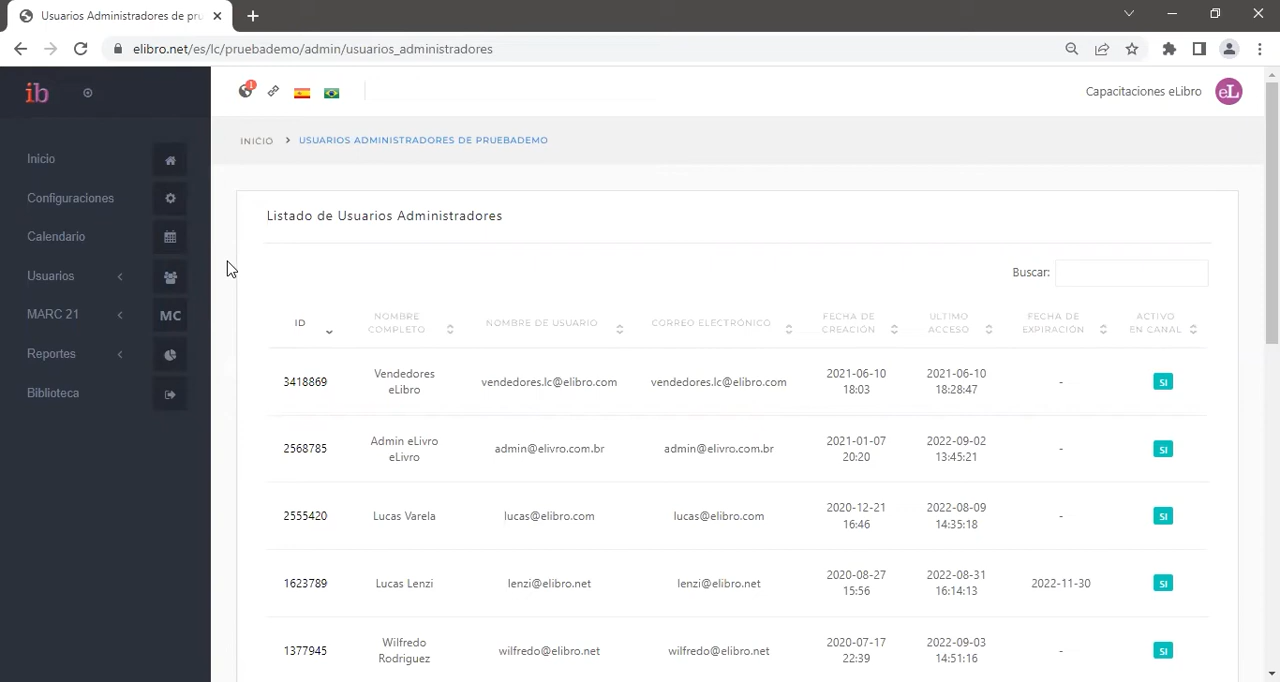 Usuarios Administradores de pru
elibro.net/es/lc/pruebademo/admin/usuarios_administradores
ib
Inicio
Configuraciones
Calendario
Usuarios
MARC 21
MC
Reportes
Biblioteca
1
Capacitaciones eLibro
eL
INICIO > USUARIOS ADMINISTRADORES DE PRUEBADEMO
Listado de Usuarios Administradores
Buscar:
ID
NOMBRE
COMPLETO
NOMBRE DE USUARIO
CORREO ELECTRÓNICO
FECHA DE
CREACIÓN
ULTIMO
ACCESO
FECHA DE
EXPIRACIÓN
ACTIVO
EN CANAL
3418869
Vendedores
eLibro
vendedores.lc@elibro.com
vendedores.lc@elibro.com
2021-06-10
18:03
2021-06-10
18:28:47
-
SI
2568785
Admin eLivro
eLivro
admin@elivro.com.br
admin@elivro.com.br
2021-01-07
20:20
2022-09-02
13:45:21
-
SI
2555420
Lucas Varela
lucas@elibro.com
lucas@elibro.com
2020-12-21
16:46
2022-08-09
14:35:18
-
SI
1623789
Lucas Lenzi
lenzi@elibro.net
lenzi@elibro.net
2020-08-27
15:56
2022-08-31
16:14:13
2022-11-30
SI
1377945
Wilfredo
Rodriguez
wilfredo@elibro.net
wilfredo@elibro.net
2020-07-17
22:39
2022-09-03
14:51:16
-
SI